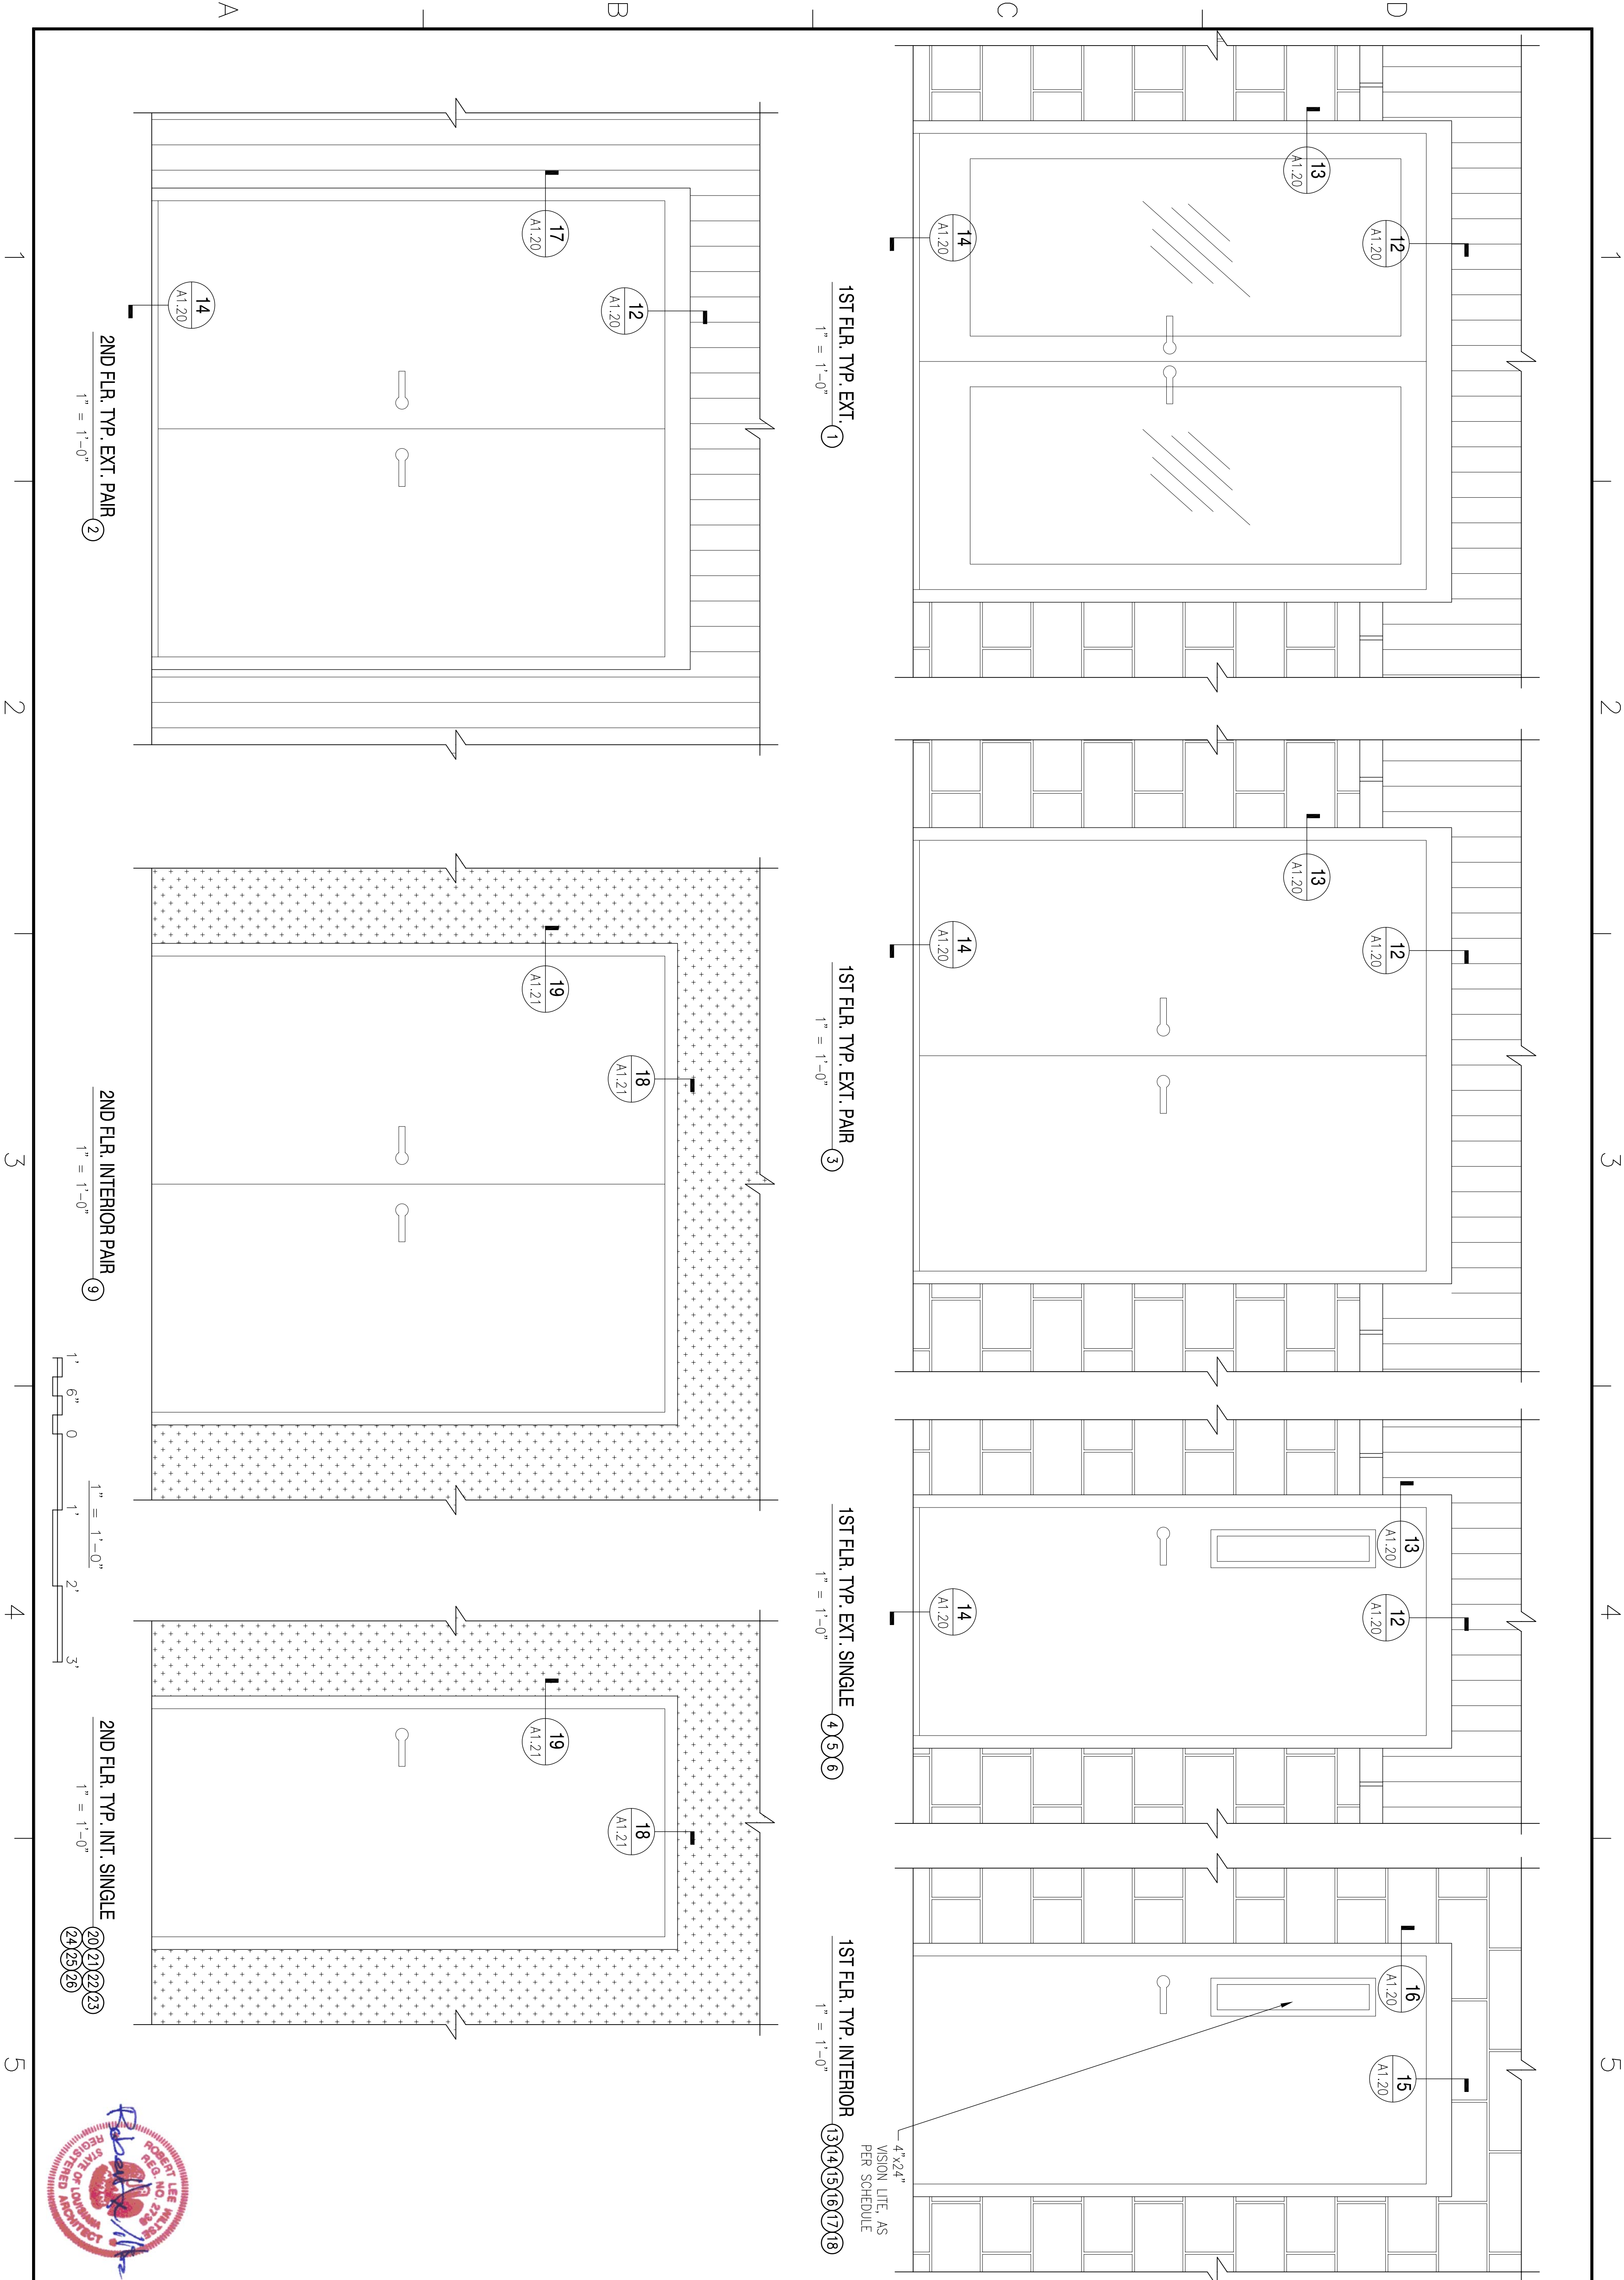 1
2
3
4
5
D
C
B
A
13
A1.20
12
A1.20
14
A1.20
1ST FLR. TYP. EXT.
1
1" = 1'-0"
13
A1.20
12
A1.20
14
A1.20
1ST FLR. TYP. EXT. PAIR
3
1" = 1'-0"
13
A1.20
12
A1.20
14
A1.20
1ST FLR. TYP. EXT. SINGLE
4 5 6
1" = 1'-0"
16
A1.20
15
A1.20
4"x24"
VISION LITE, AS
PER SCHEDULE
1ST FLR. TYP. INTERIOR
13 14 15 16 17 18
1" = 1'-0"
17
A1.20
12
A1.20
14
A1.20
2ND FLR. TYP. EXT. PAIR
2
1" = 1'-0"
19
A1.21
18
A1.21
2ND FLR. INTERIOR PAIR
9
1" = 1'-0"
19
A1.21
18
A1.21
2ND FLR. TYP. INT. SINGLE
20 21 22 23
24 25 26
1" = 1'-0"
1" = 1'-0"
1' 6" 0 1' 2' 3'
ROBERT LEE WILTSE
REG. NO. 2738
STATE OF LOUISIANA
REGISTERED ARCHITECT
1
2
3
4
5